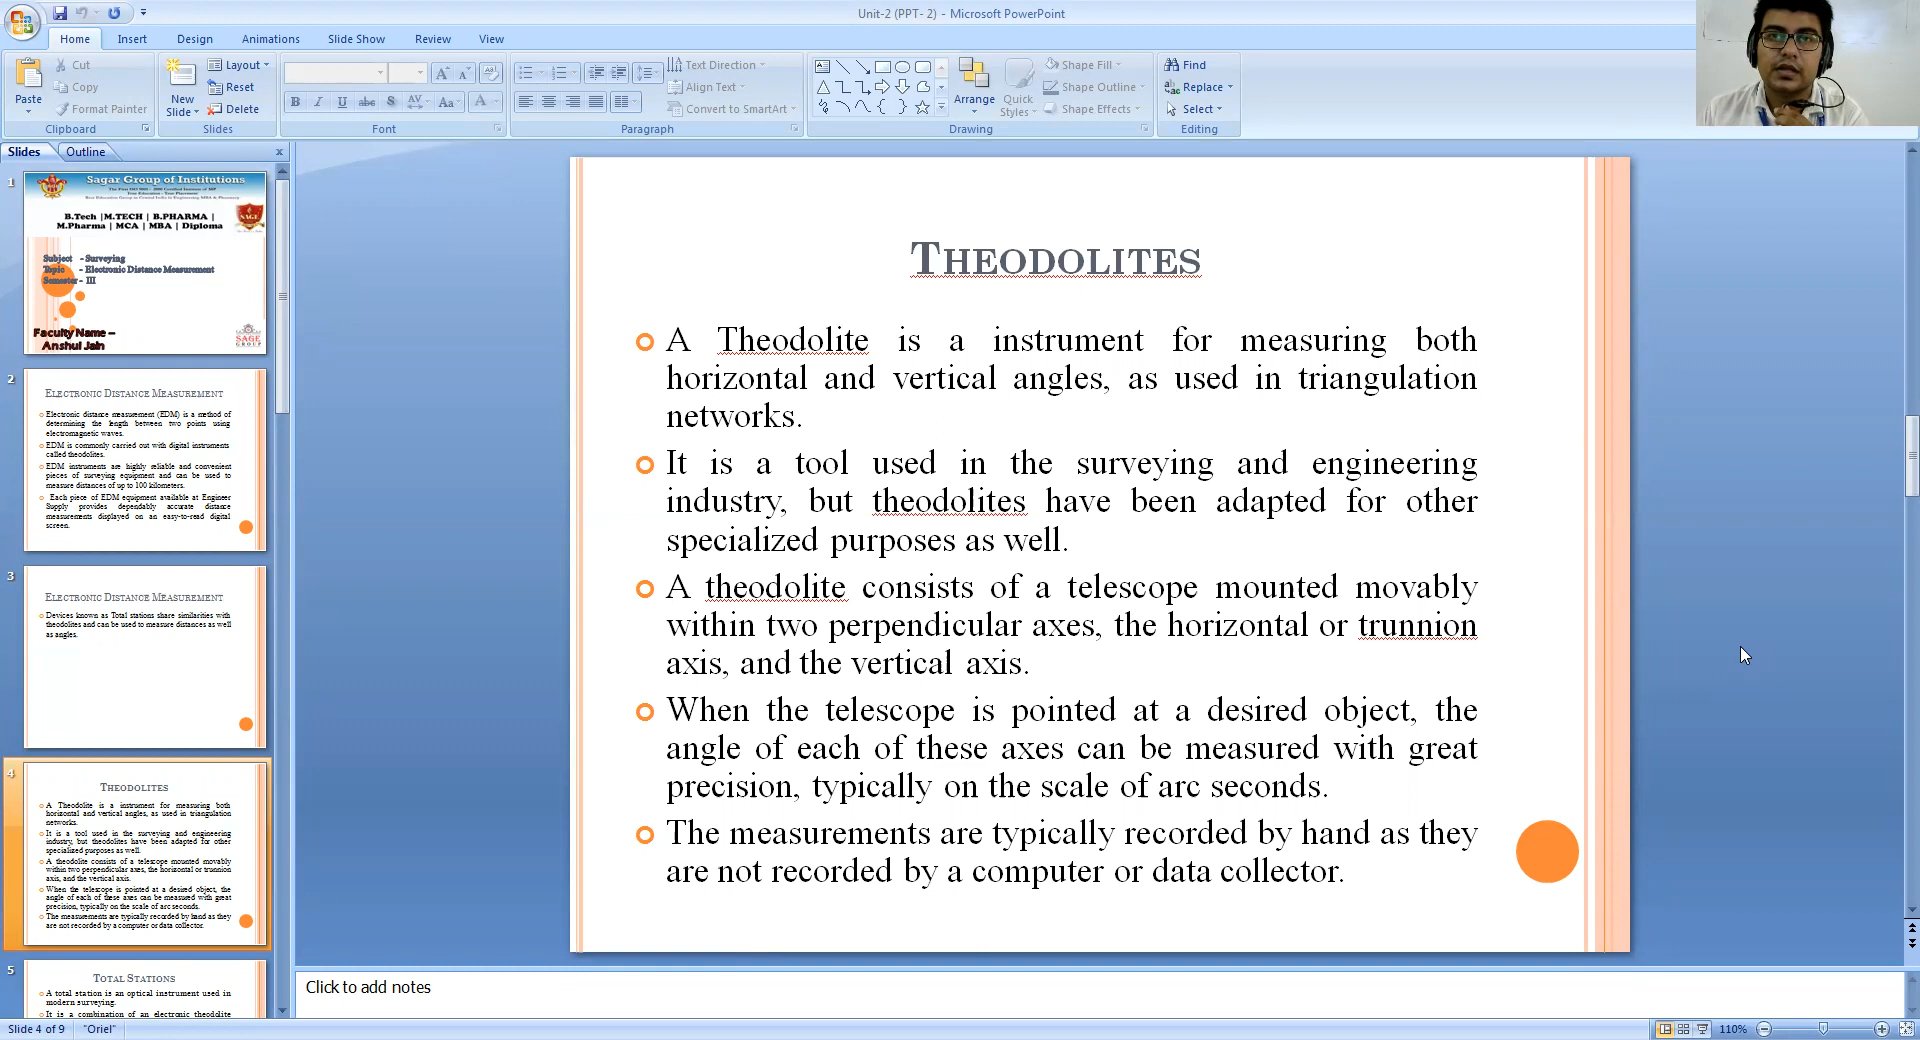 Unit-2 (PPT- 2) - Microsoft PowerPoint
Home Insert Design Animations Slide Show Review View
Paste
Cut
Copy
Format Painter
Clipboard
New Slide
Layout
Reset
Delete
Slides
B I U abc S AV Aa A
Font
Text Direction
Align Text
Convert to SmartArt
Paragraph
Arrange
Quick Styles
Shape Fill
Shape Outline
Shape Effects
Drawing
Find
Replace
Select
Editing
Slides Outline
1
Sagar Group of Institutions
B.Tech |M.TECH | B.PHARMA |
M.Pharma | MCA | MBA | Diploma
Subject - Surveying
Topic - Electronic Distance Measurement
Semester - III
Faculty Name –
Anshul Jain
SAGE
GROUP
2
ELECTRONIC DISTANCE MEASUREMENT
Electronic distance measurement (EDM) is a method of
determining the length between two points using
electromagnetic waves.
EDM is commonly carried out with digital instruments
called theodolites.
EDM instruments are highly reliable and convenient
pieces of surveying equipment and can be used to
measure distances of up to 100 kilometers.
Each piece of EDM equipment available at Engineer
Supply provides dependably accurate distance
measurements displayed on an easy-to-read digital
screen.
3
ELECTRONIC DISTANCE MEASUREMENT
Devices known as Total stations share similarities with
theodolites and can be used to measure distances as well
as angles.
4
THEODOLITES
A Theodolite is a instrument for measuring both
horizontal and vertical angles, as used in triangulation
networks.
It is a tool used in the surveying and engineering
industry, but theodolites have been adapted for other
specialized purposes as well.
A theodolite consists of a telescope mounted movably
within two perpendicular axes, the horizontal or trunnion
axis, and the vertical axis.
When the telescope is pointed at a desired object, the
angle of each of these axes can be measured with great
precision, typically on the scale of arc seconds.
The measurements are typically recorded by hand as they
are not recorded by a computer or data collector.
5
TOTAL STATIONS
A total station is an optical instrument used in
modern surveying.
It is a combination of an electronic theodolite
THEODOLITES
A Theodolite is a instrument for measuring both
horizontal and vertical angles, as used in triangulation
networks.
It is a tool used in the surveying and engineering
industry, but theodolites have been adapted for other
specialized purposes as well.
A theodolite consists of a telescope mounted movably
within two perpendicular axes, the horizontal or trunnion
axis, and the vertical axis.
When the telescope is pointed at a desired object, the
angle of each of these axes can be measured with great
precision, typically on the scale of arc seconds.
The measurements are typically recorded by hand as they
are not recorded by a computer or data collector.
Click to add notes
Slide 4 of 9 "Oriel" 110%